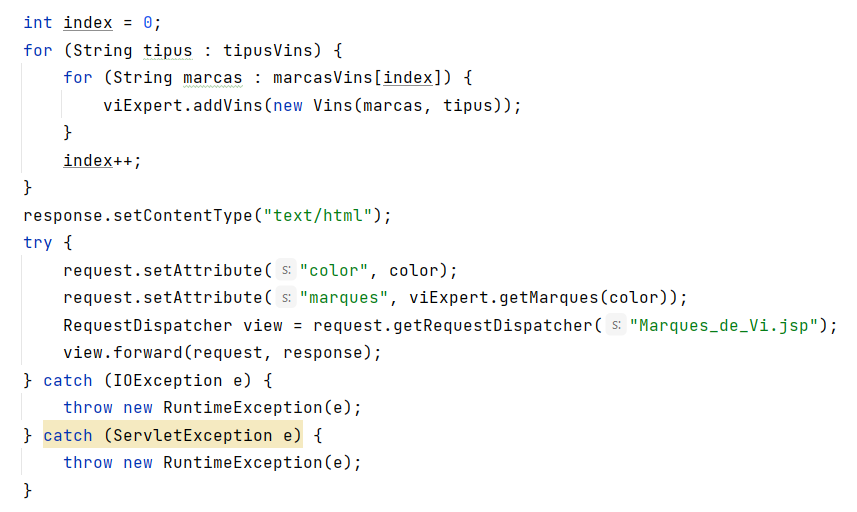 int index = 0;
for (String tipus : tipusVins) {
    for (String marcas : marcasVins[index]) {
        viExpert.addVins(new Vins(marcas, tipus));
    }
    index++;
}
response.setContentType("text/html");
try {
    request.setAttribute( s: "color", color);
    request.setAttribute( s: "marques", viExpert.getMarques(color));
    RequestDispatcher view = request.getRequestDispatcher( s: "Marques_de_Vi.jsp");
    view.forward(request, response);
} catch (IOException e) {
    throw new RuntimeException(e);
} catch (ServletException e) {
    throw new RuntimeException(e);
}